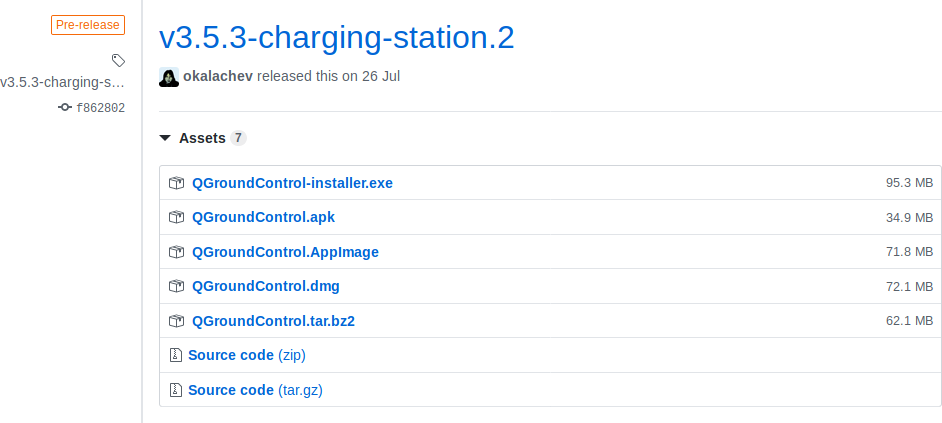 Pre-release
v3.5.3-charging-s...
f862802
v3.5.3-charging-station.2
okalachev released this on 26 Jul
Assets 7
QGroundControl-installer.exe 95.3 MB
QGroundControl.apk 34.9 MB
QGroundControl.AppImage 71.8 MB
QGroundControl.dmg 72.1 MB
QGroundControl.tar.bz2 62.1 MB
Source code (zip)
Source code (tar.gz)